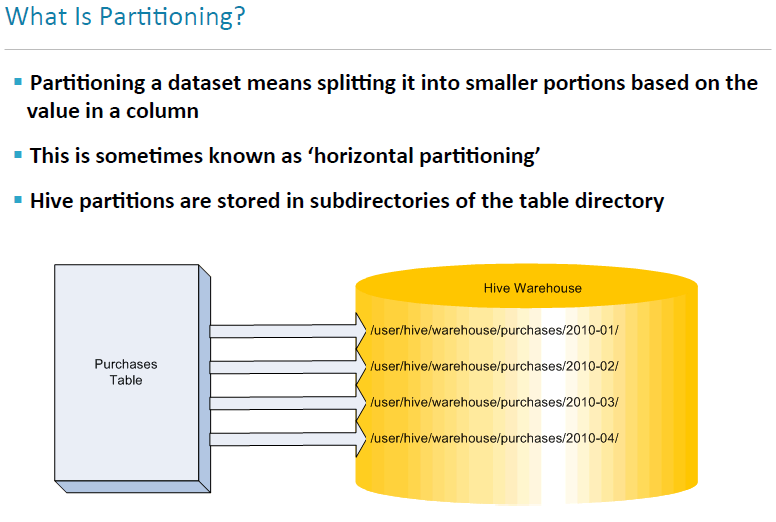 What Is Partitioning?
▪ Partitioning a dataset means splitting it into smaller portions based on the
value in a column
▪ This is sometimes known as ‘horizontal partitioning’
▪ Hive partitions are stored in subdirectories of the table directory
Hive Warehouse
Purchases
Table
/user/hive/warehouse/purchases/2010-01/
/user/hive/warehouse/purchases/2010-02/
/user/hive/warehouse/purchases/2010-03/
/user/hive/warehouse/purchases/2010-04/